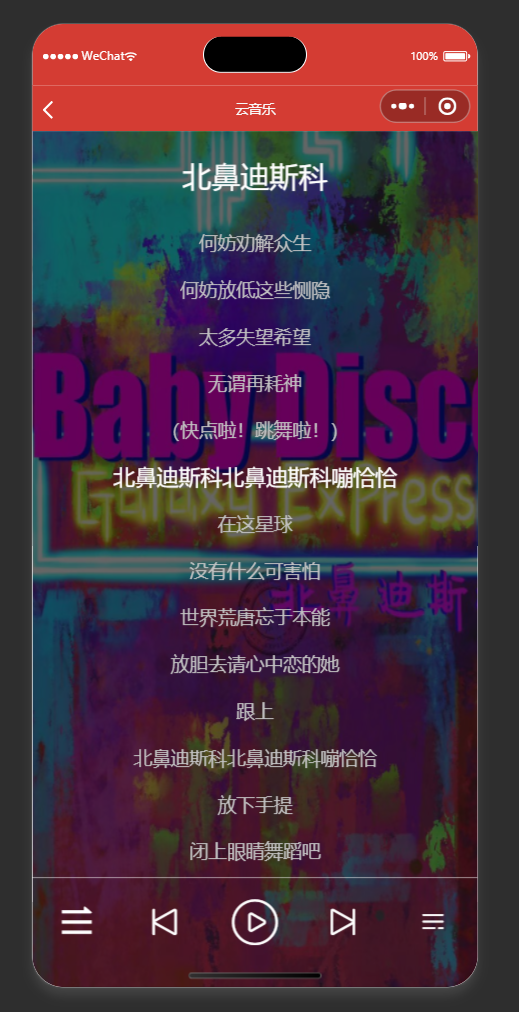 WeChat
100%
云音乐
北鼻迪斯科
何妨劝解众生
何妨放低这些恻隐
太多失望希望
无谓再耗神
Baby Disco
(快点啦！跳舞啦！)
北鼻迪斯科北鼻迪斯科嘣恰恰
Galaxy Express
在这星球
没有什么可害怕
北鼻迪斯
世界荒唐忘于本能
放胆去请心中恋的她
跟上
北鼻迪斯科北鼻迪斯科嘣恰恰
放下手提
闭上眼睛舞蹈吧